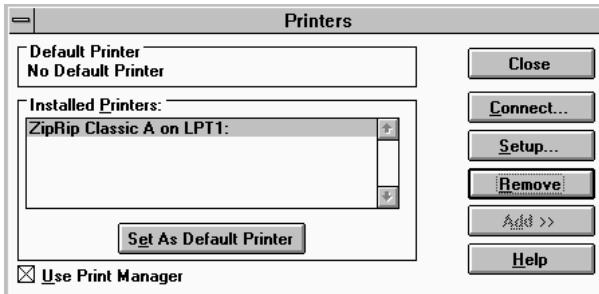 Printers
Default Printer
No Default Printer
Installed Printers:
ZipRip Classic A on LPT1:
Set As Default Printer
Use Print Manager
Close
Connect...
Setup...
Remove
Add >>
Help